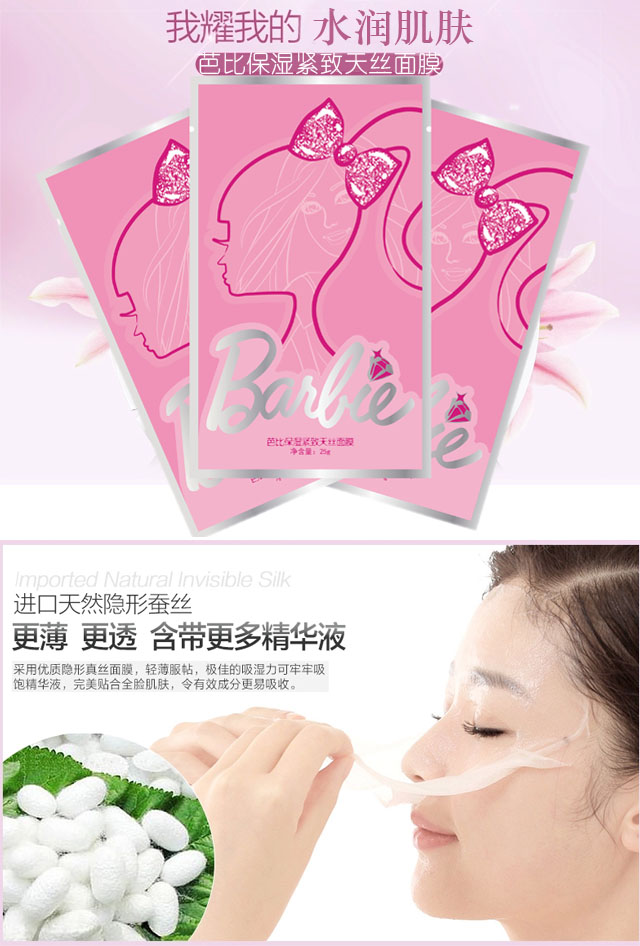 我耀我的 水润肌肤
芭比保湿紧致天丝面膜
Barbie
芭比保湿紧致天丝面膜
净含量：25g
Imported Natural Invisible Silk
进口天然隐形蚕丝
更薄 更透 含带更多精华液
采用优质隐形真丝面膜，轻薄服帖，极佳的吸湿力可牢牢吸
饱精华液，完美贴合全脸肌肤，令有效成分更易吸收。